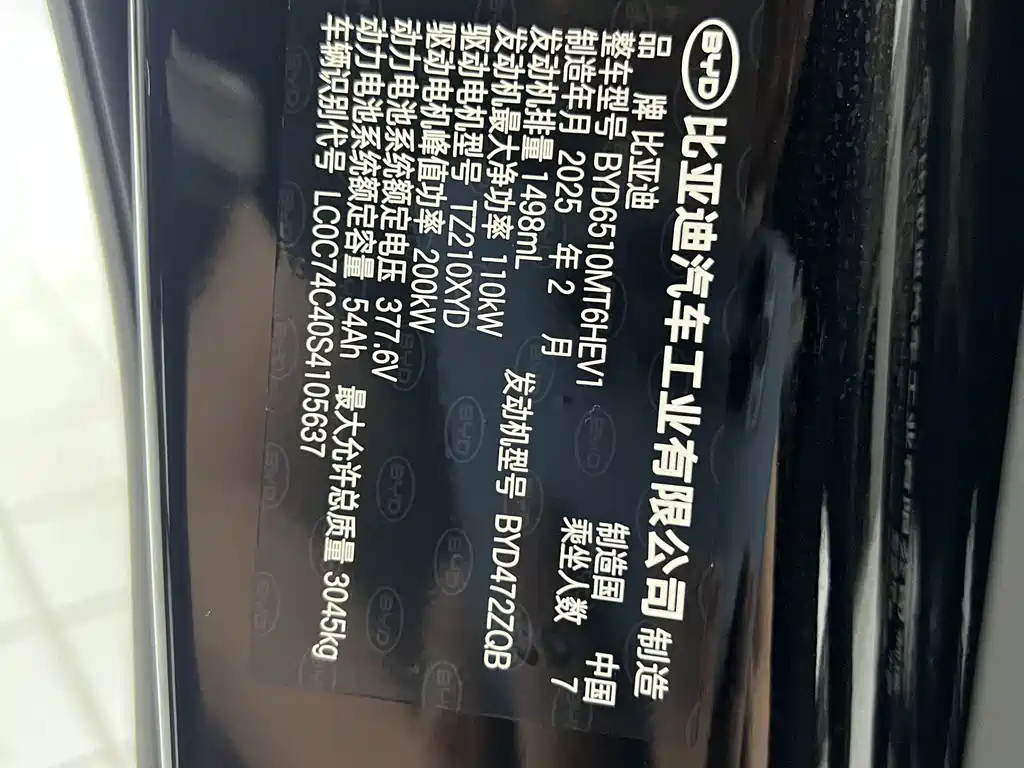 BYD 比亚迪汽车工业有限公司 制造
品 牌 比亚迪 制造国 中国
整车型号 BYD6510MT6HEV1 乘坐人数 7
制造年月 2025 年 2 月
发动机排量 1498mL 发动机型号 BYD472ZQB
发动机最大净功率 110kW
驱动电机型号 TZ210XYD
驱动电机峰值功率 200kW
动力电池系统额定电压 377.6V
动力电池系统额定容量 54Ah 最大允许总质量 3045kg
车辆识别代号 LC0C74C40S4105637